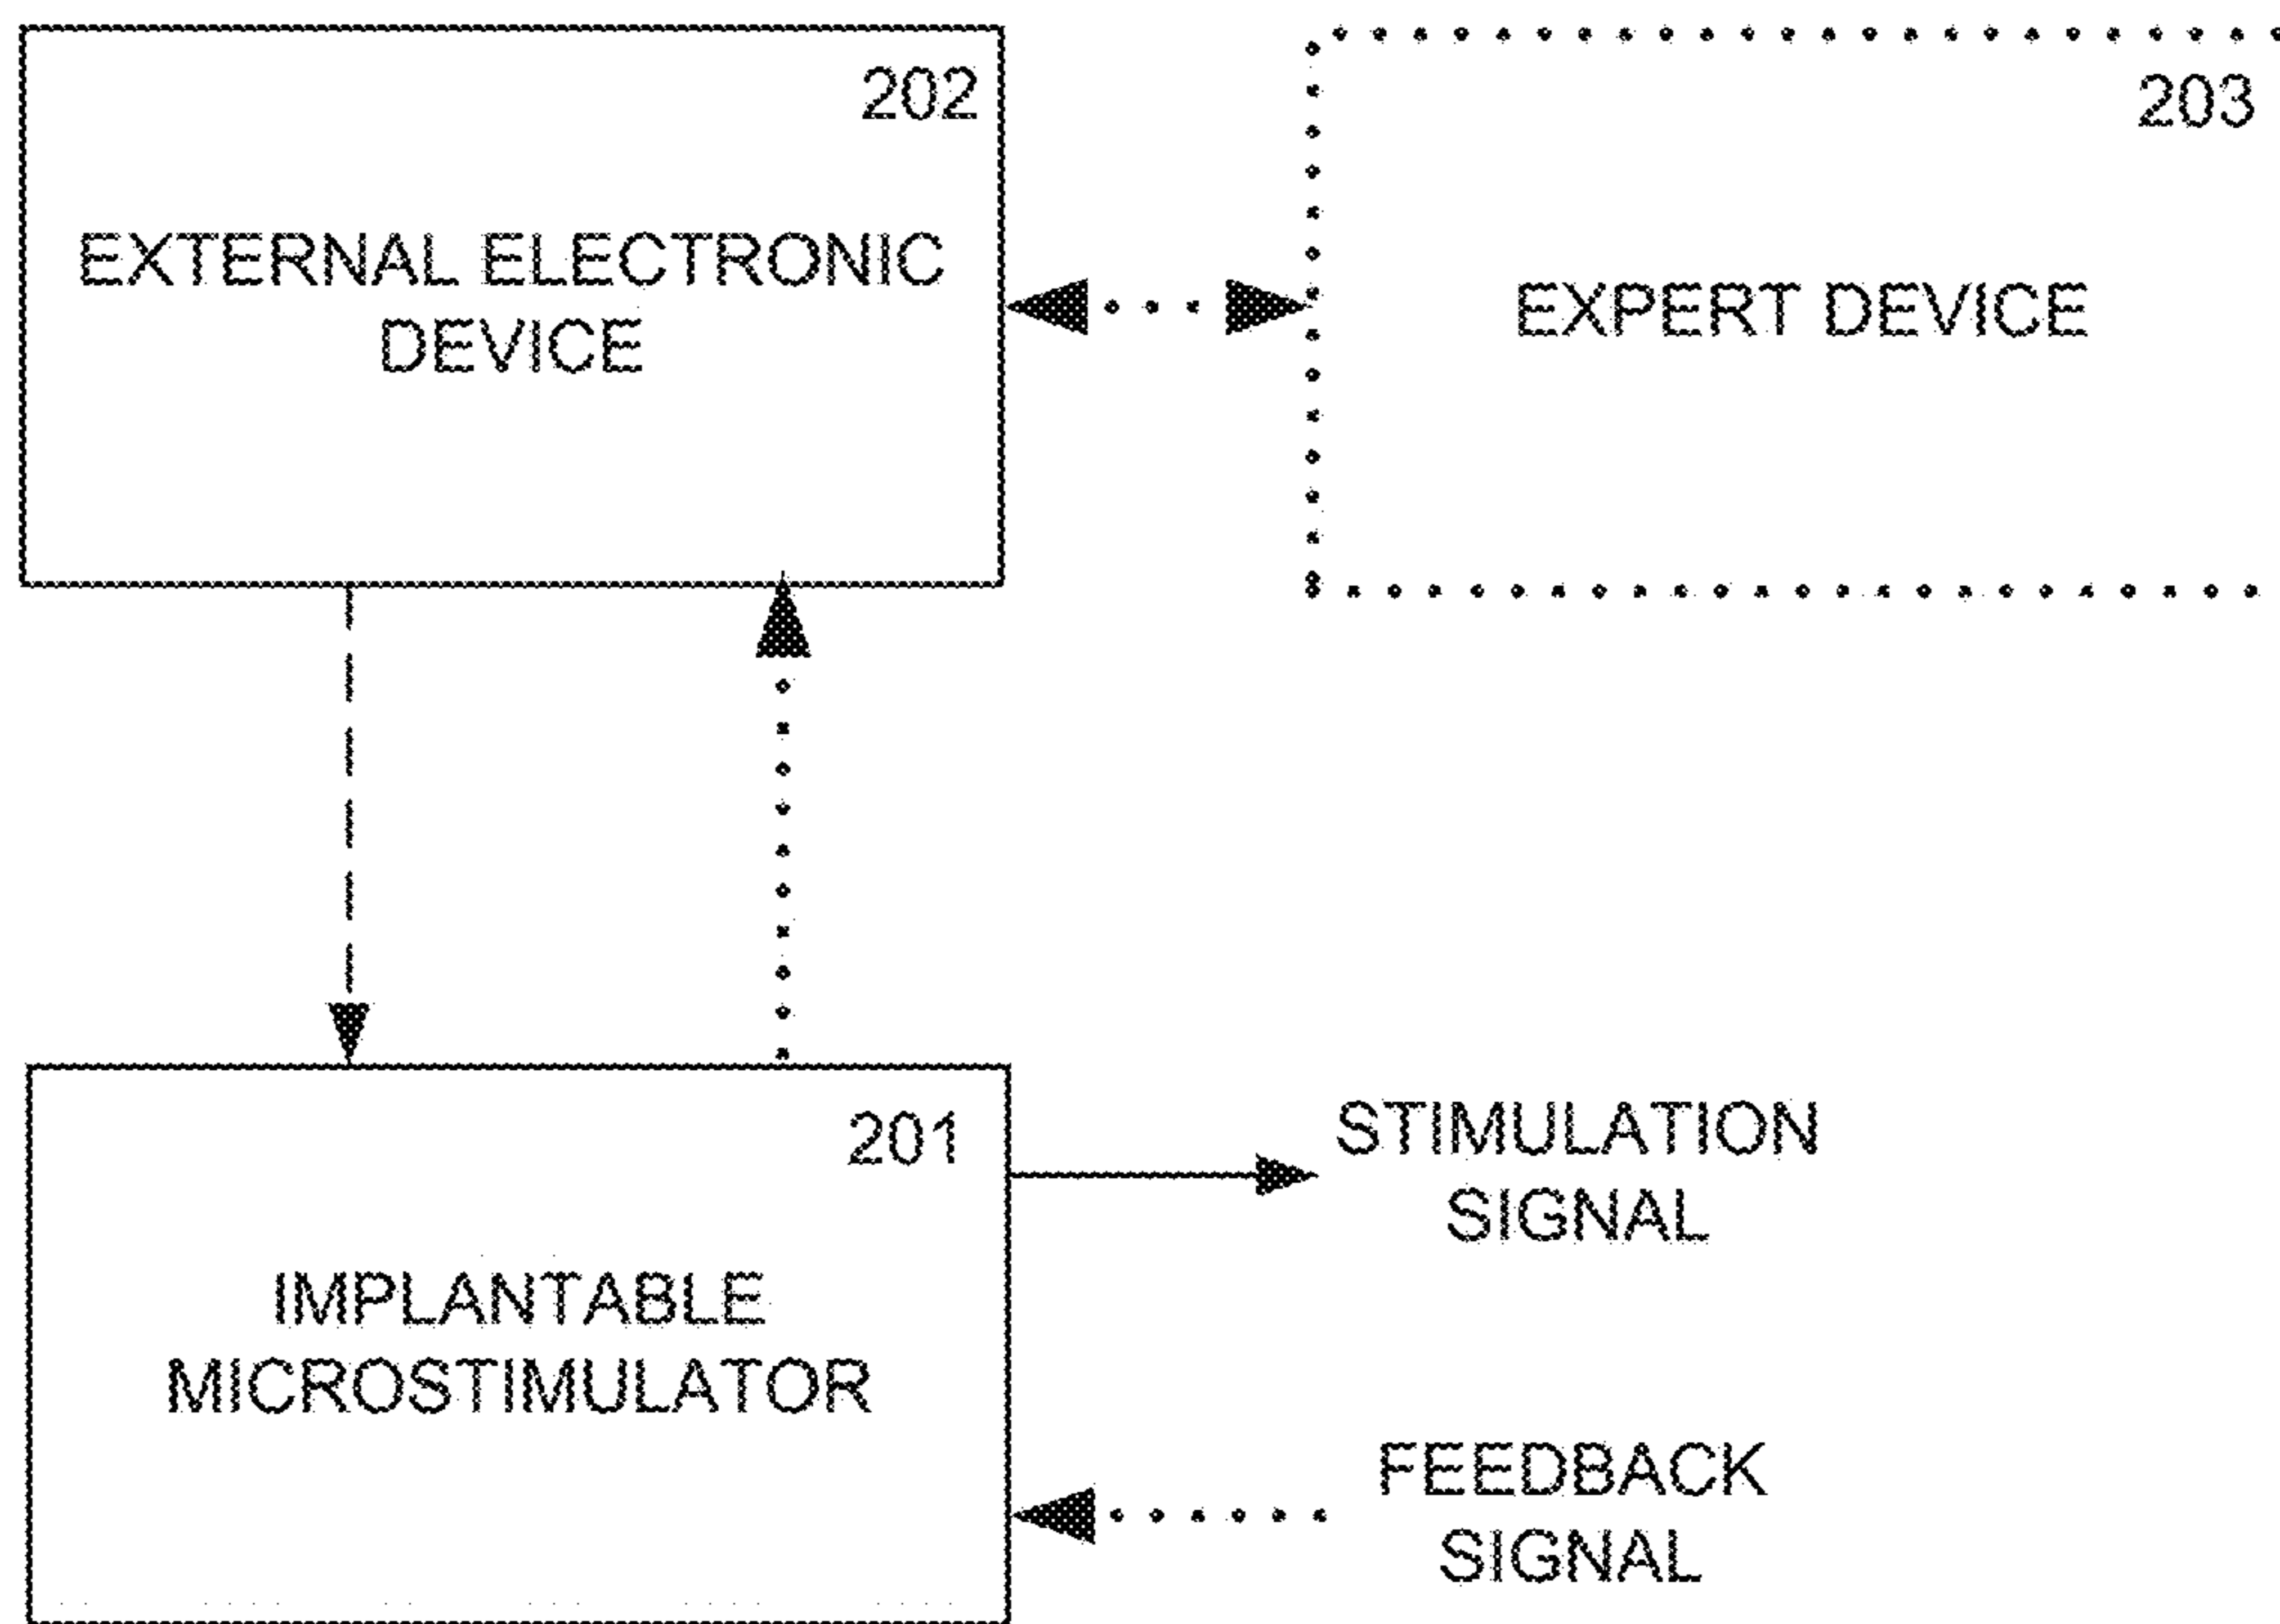 202
EXTERNAL ELECTRONIC
DEVICE
203
EXPERT DEVICE
201
IMPLANTABLE
MICROSTIMULATOR
STIMULATION
SIGNAL
FEEDBACK
SIGNAL